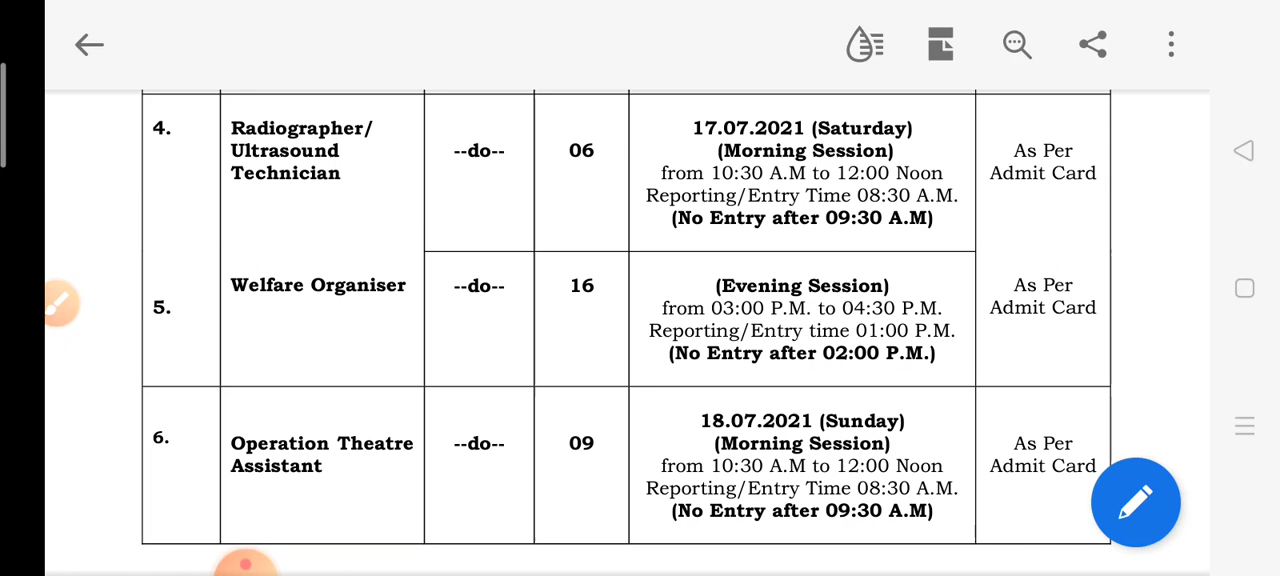 4.
Radiographer/
Ultrasound
Technician
--do--
06
17.07.2021 (Saturday)
(Morning Session)
from 10:30 A.M to 12:00 Noon
Reporting/Entry Time 08:30 A.M.
(No Entry after 09:30 A.M)
As Per
Admit Card
5.
Welfare Organiser
--do--
16
(Evening Session)
from 03:00 P.M. to 04:30 P.M.
Reporting/Entry time 01:00 P.M.
(No Entry after 02:00 P.M.)
As Per
Admit Card
6.
Operation Theatre
Assistant
--do--
09
18.07.2021 (Sunday)
(Morning Session)
from 10:30 A.M to 12:00 Noon
Reporting/Entry Time 08:30 A.M.
(No Entry after 09:30 A.M)
As Per
Admit Card